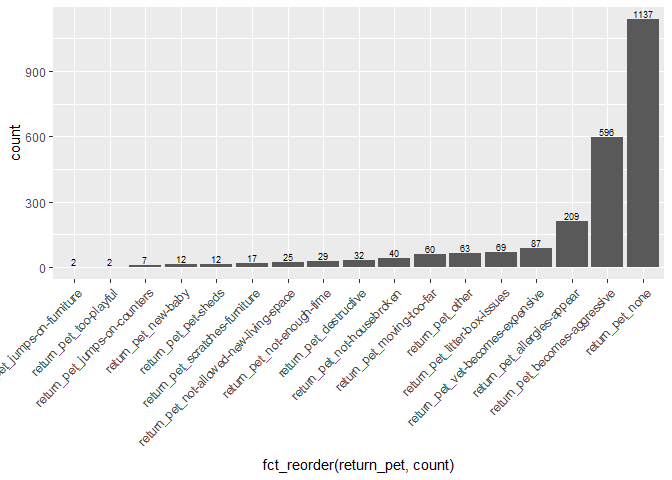 count
900
600
300
0
2
2
7
12
12
17
25
29
32
40
60
63
69
87
209
596
1137
pet_jumps-on-furniture
return_pet_too-playful
return_pet_jumps-on-counters
return_pet_new-baby
return_pet_pet-sheds
return_pet_scratches-furniture
return_pet_not-allowed-new-living-space
return_pet_not-enough-time
return_pet_destructive
return_pet_not-housebroken
return_pet_moving-too-far
return_pet_other
return_pet_litter-box-issues
return_pet_vet-becomes-expensive
return_pet_allergies-appear
return_pet_becomes-aggressive
return_pet_none
fct_reorder(return_pet, count)